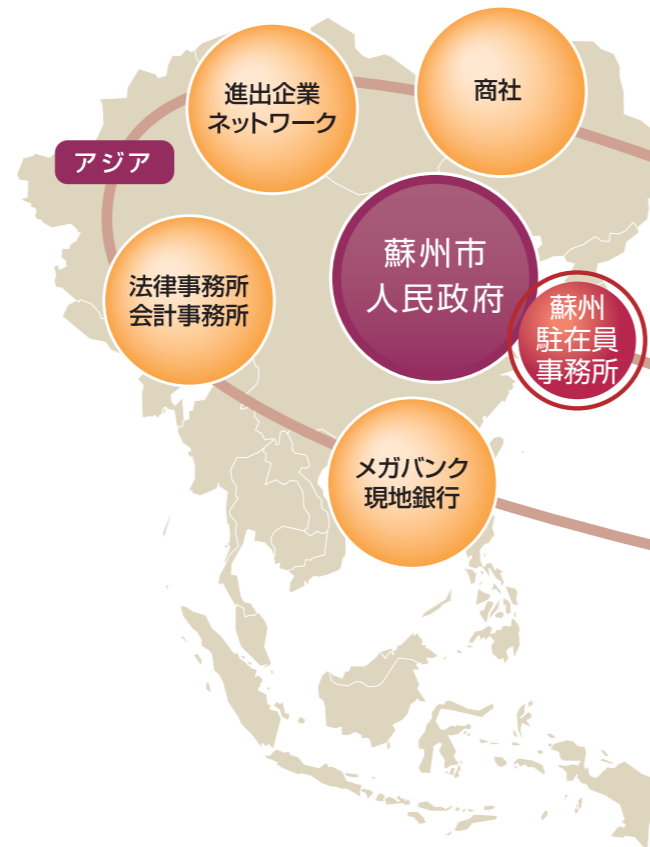 進出企業
ネットワーク
商社
アジア
蘇州市
人民政府
法律事務所
会計事務所
蘇州
駐在員
事務所
メガバンク
現地銀行